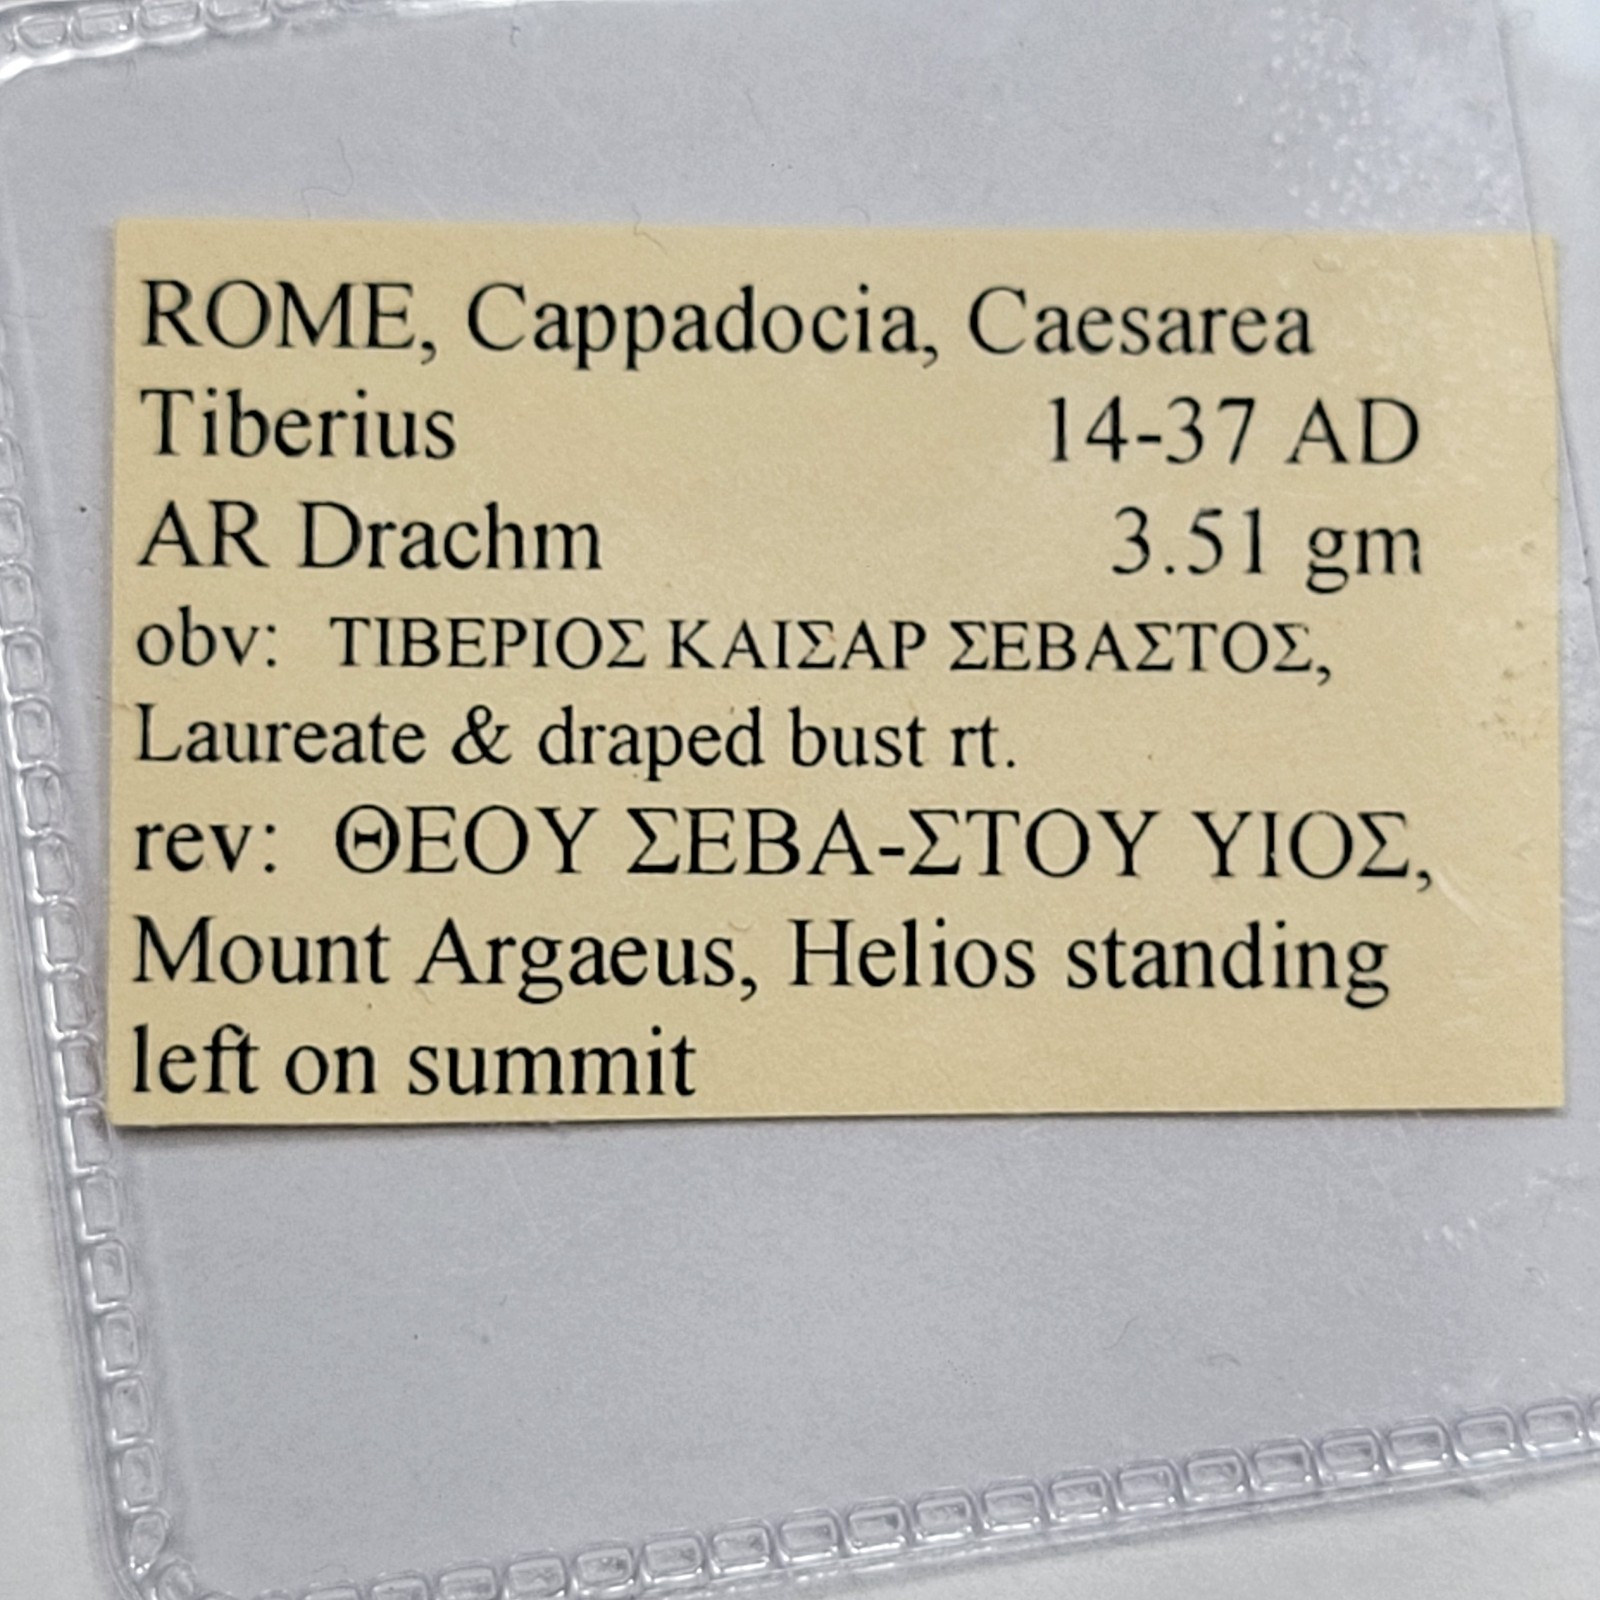 ROME, Cappadocia, Caesarea
Tiberius 14-37 AD
AR Drachm 3.51 gm
obv: ΤΙΒΕΡΙΟΣ ΚΑΙΣΑΡ ΣΕΒΑΣΤΟΣ,
Laureate & draped bust rt.
rev: ΘΕΟΥ ΣΕΒΑ-ΣΤΟΥ ΥΙΟΣ,
Mount Argaeus, Helios standing
left on summit